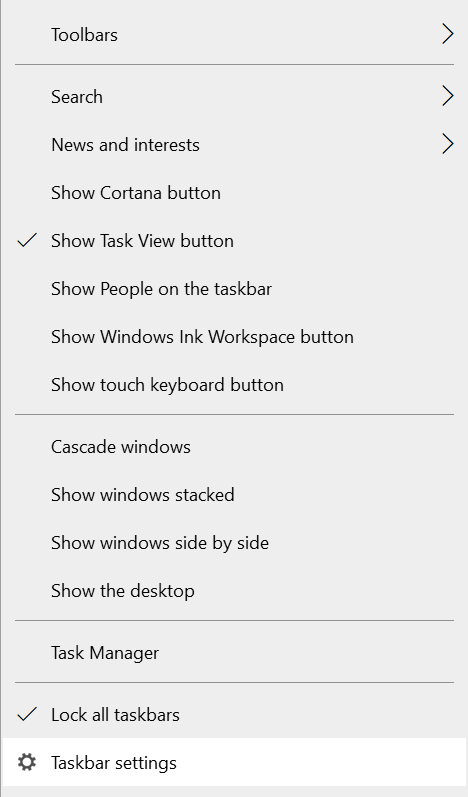 Toolbars
Search
News and interests
Show Cortana button
Show Task View button
Show People on the taskbar
Show Windows Ink Workspace button
Show touch keyboard button
Cascade windows
Show windows stacked
Show windows side by side
Show the desktop
Task Manager
Lock all taskbars
Taskbar settings